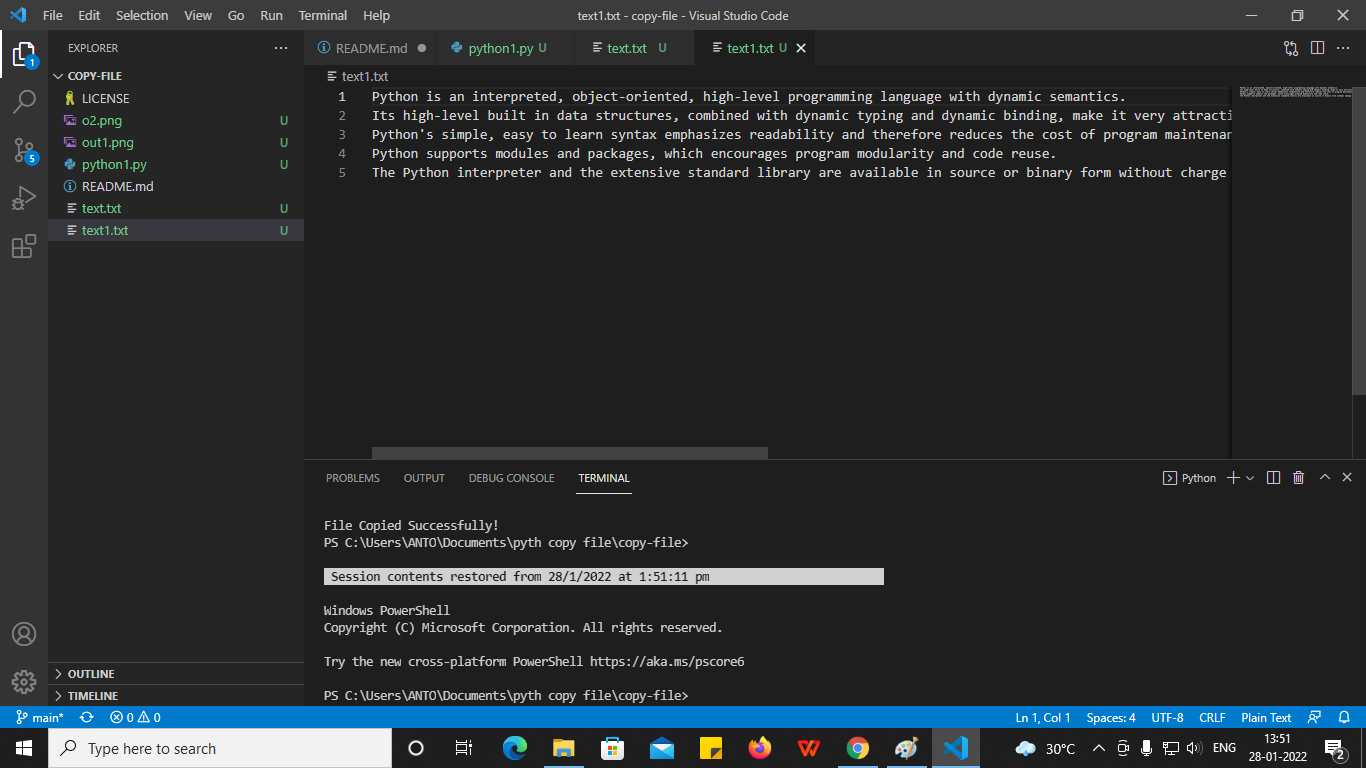 File Edit Selection View Go Run Terminal Help
text1.txt - copy-file - Visual Studio Code
EXPLORER
README.md
python1.py U
text.txt U
text1.txt U
COPY-FILE
LICENSE
o2.png U
out1.png U
python1.py U
README.md
text.txt U
text1.txt U
1
5
text1.txt
1 Python is an interpreted, object-oriented, high-level programming language with dynamic semantics.
2 Its high-level built in data structures, combined with dynamic typing and dynamic binding, make it very attracti
3 Python's simple, easy to learn syntax emphasizes readability and therefore reduces the cost of program maintenan
4 Python supports modules and packages, which encourages program modularity and code reuse.
5 The Python interpreter and the extensive standard library are available in source or binary form without charge
PROBLEMS OUTPUT DEBUG CONSOLE TERMINAL
Python
File Copied Successfully!
PS C:\Users\ANTO\Documents\pyth copy file\copy-file>
Session contents restored from 28/1/2022 at 1:51:11 pm
Windows PowerShell
Copyright (C) Microsoft Corporation. All rights reserved.
Try the new cross-platform PowerShell https://aka.ms/pscore6
PS C:\Users\ANTO\Documents\pyth copy file\copy-file>
OUTLINE
TIMELINE
main* 0 0
Ln 1, Col 1 Spaces: 4 UTF-8 CRLF Plain Text
Type here to search
30°C
ENG
13:51
28-01-2022
2